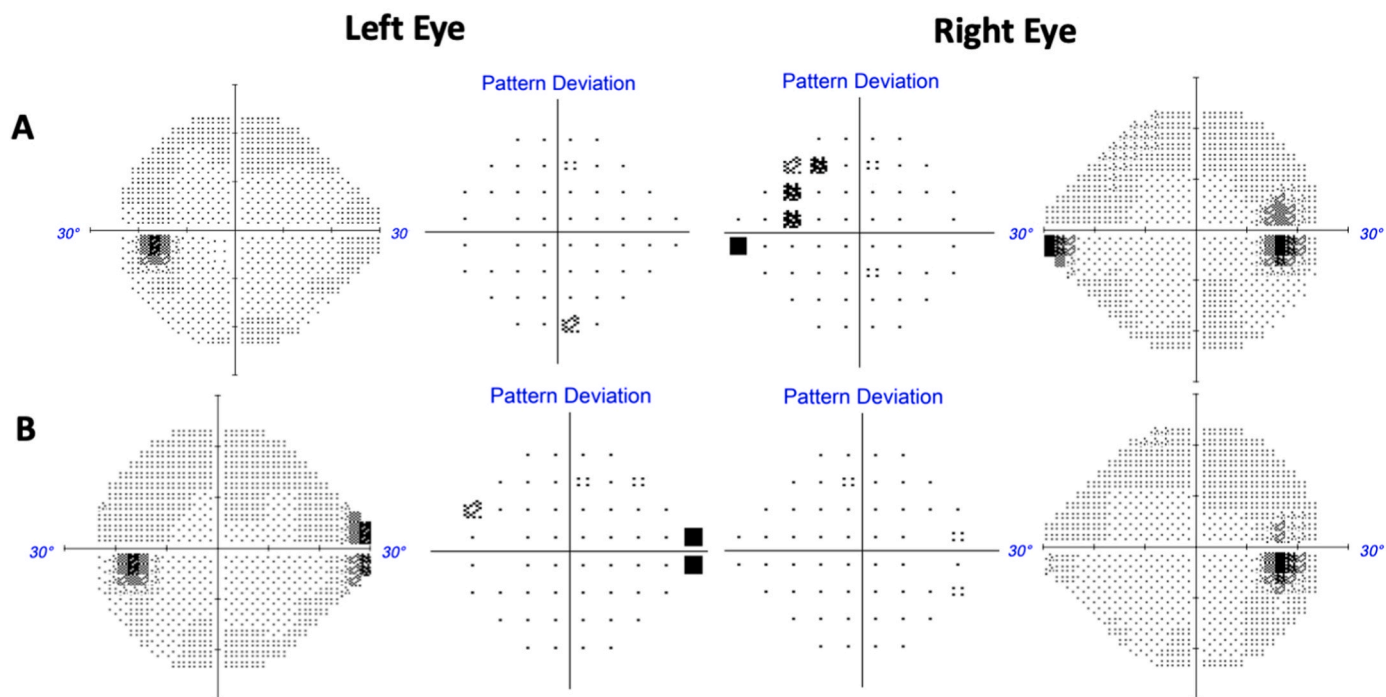 Left Eye Right Eye
Pattern Deviation Pattern Deviation
A
30° 30 30° 30°
Pattern Deviation Pattern Deviation
B
30° 30° 30° 30°